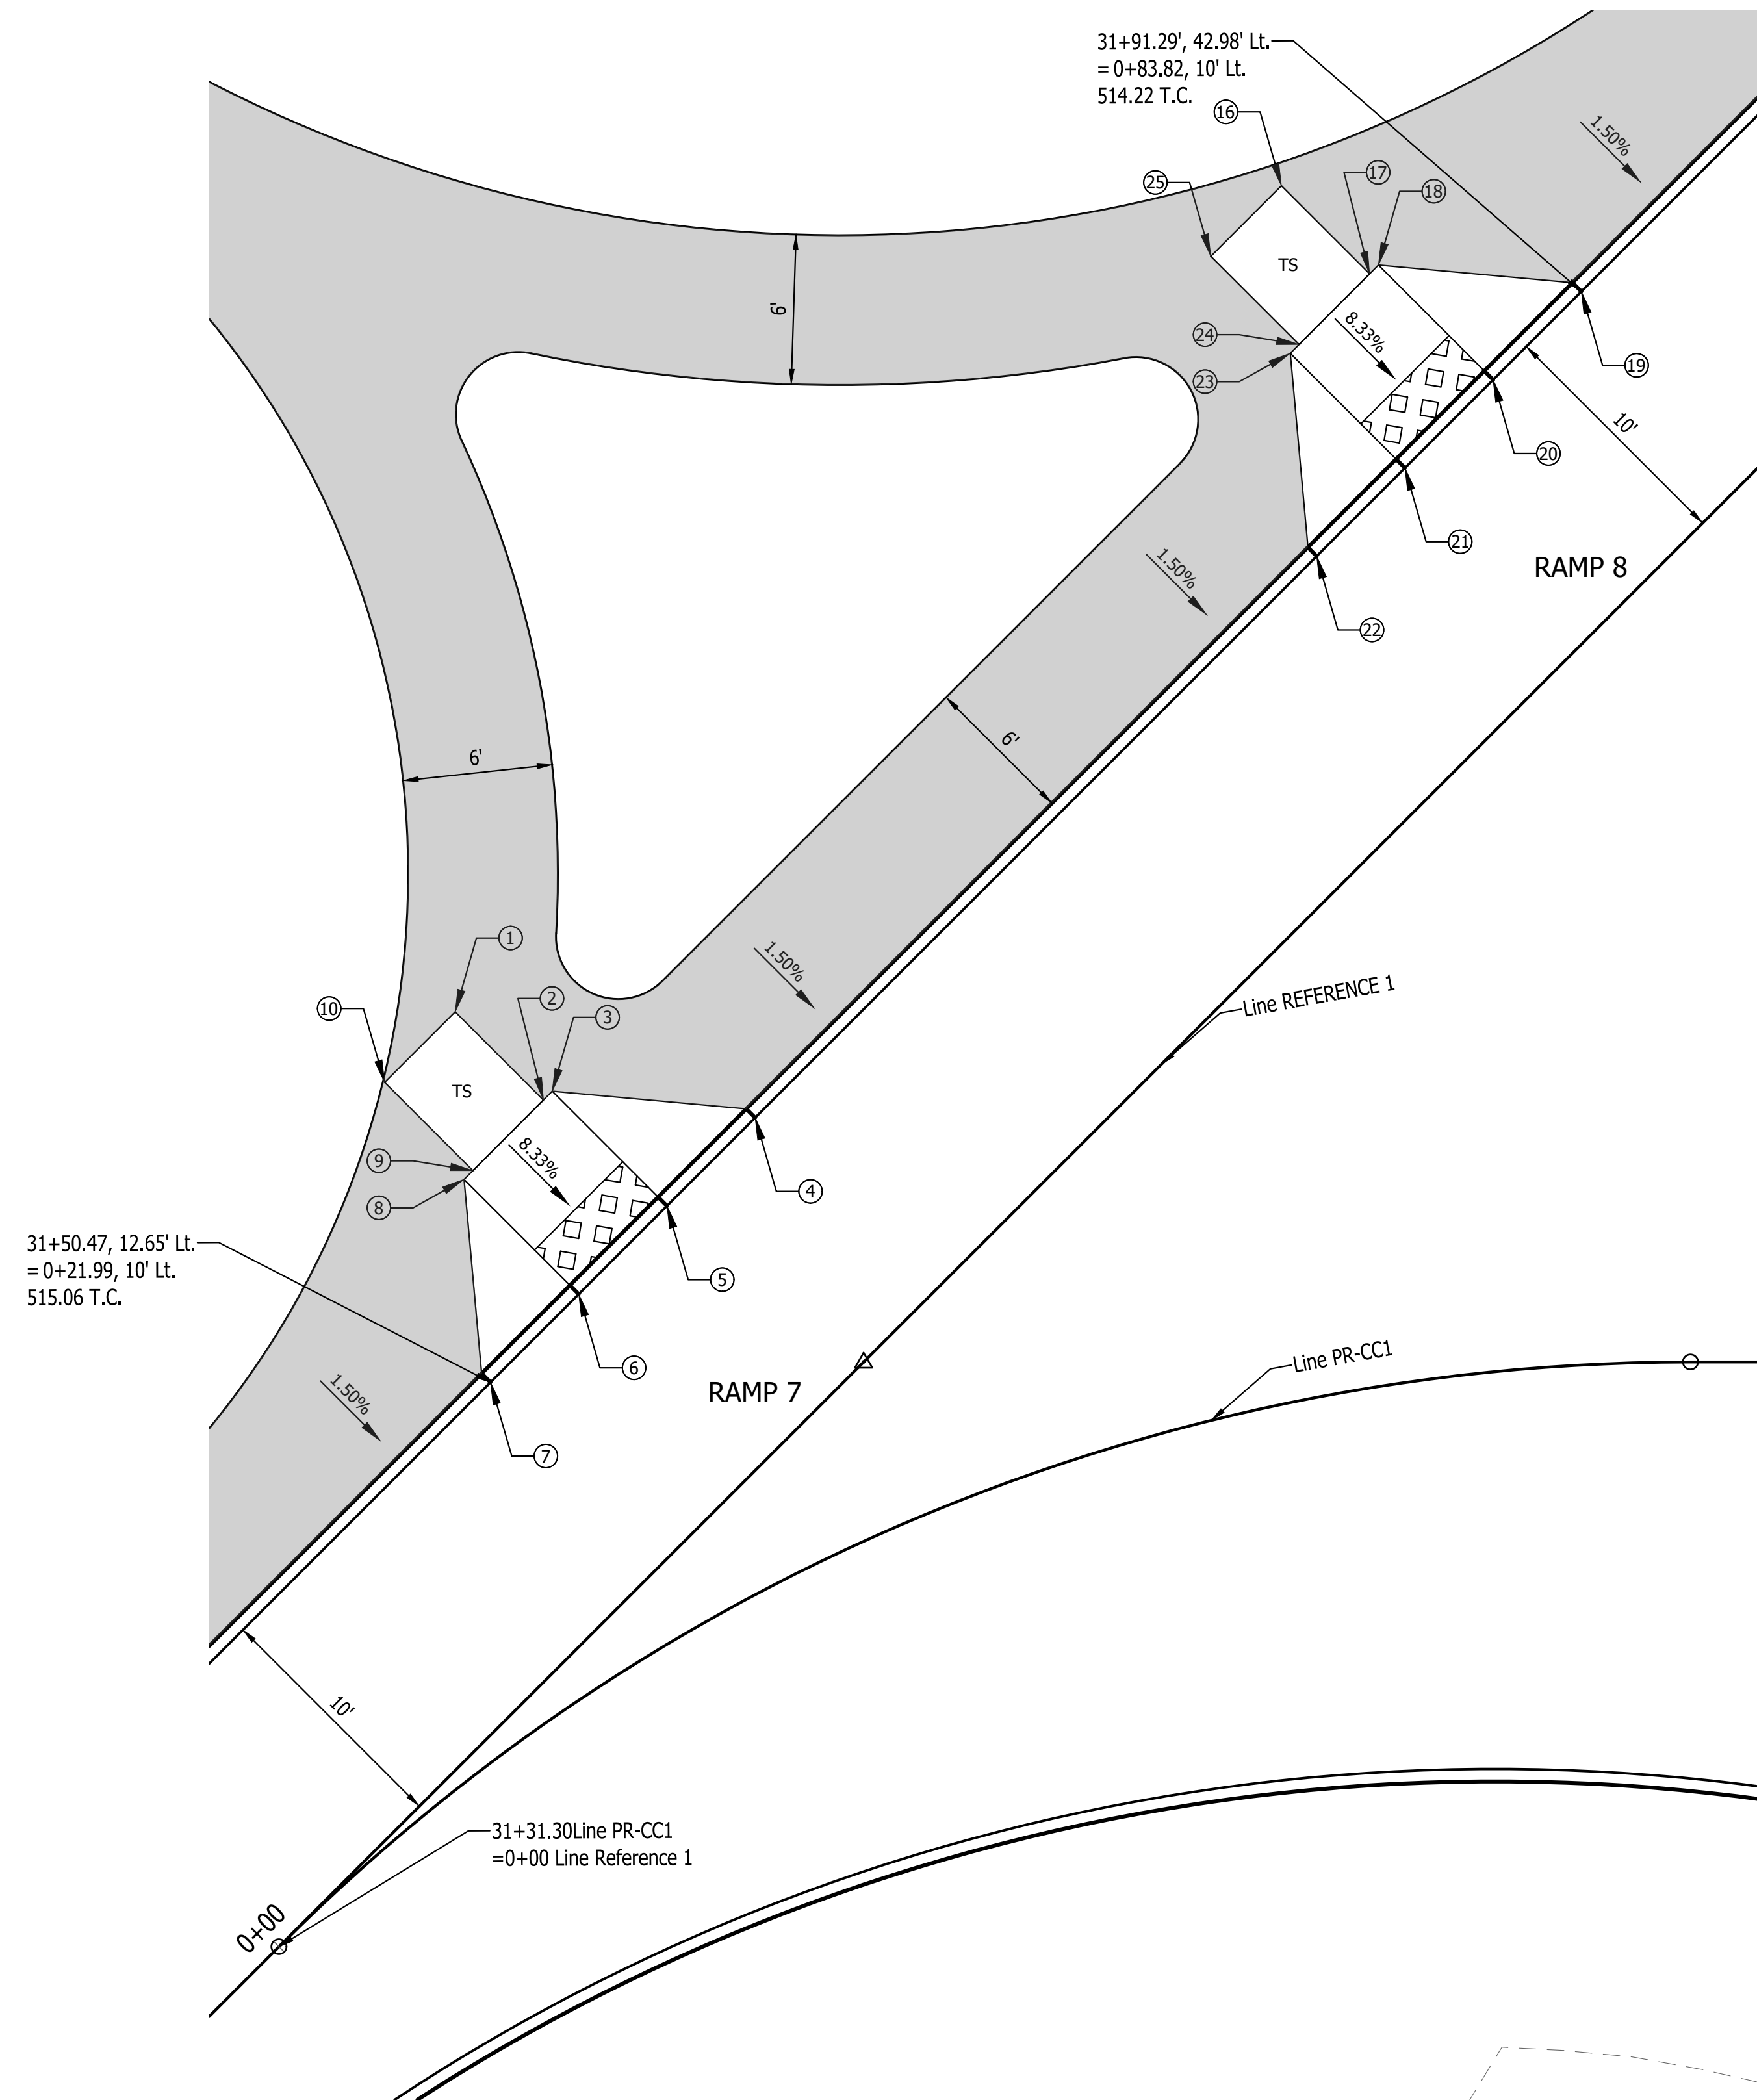 31+91.29', 42.98' Lt.
= 0+83.82, 10' Lt.
514.22 T.C.
16
1.50%
17
25
18
TS
6'
8.33%
24
19
23
10'
20
21
RAMP 8
1.50%
22
6'
6'
1
1.50%
2
Line REFERENCE 1
10
3
TS
9
8.33%
4
8
31+50.47, 12.65' Lt.
= 0+21.99, 10' Lt.
515.06 T.C.
5
6
Line PR-CC1
RAMP 7
1.50%
7
10'
31+31.30Line PR-CC1
=0+00 Line Reference 1
0+00